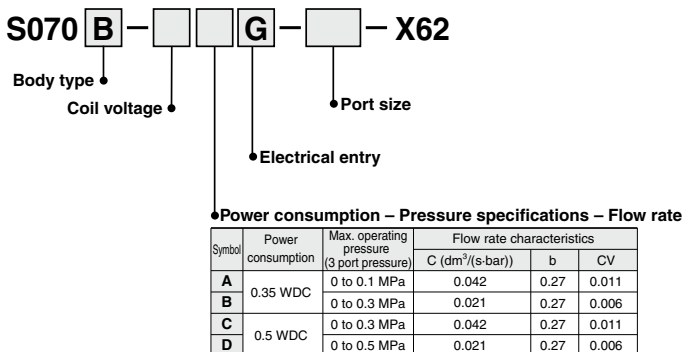 S070 B – G – – X62
Body type
Coil voltage
Port size
Electrical entry
Power consumption – Pressure specifications – Flow rate
Symbol Power consumption Max. operating pressure (3 port pressure) Flow rate characteristics
C (dm³/(s·bar)) b CV
A 0.35 WDC 0 to 0.1 MPa 0.042 0.27 0.011
B 0 to 0.3 MPa 0.021 0.27 0.006
C 0.5 WDC 0 to 0.3 MPa 0.042 0.27 0.011
D 0 to 0.5 MPa 0.021 0.27 0.006